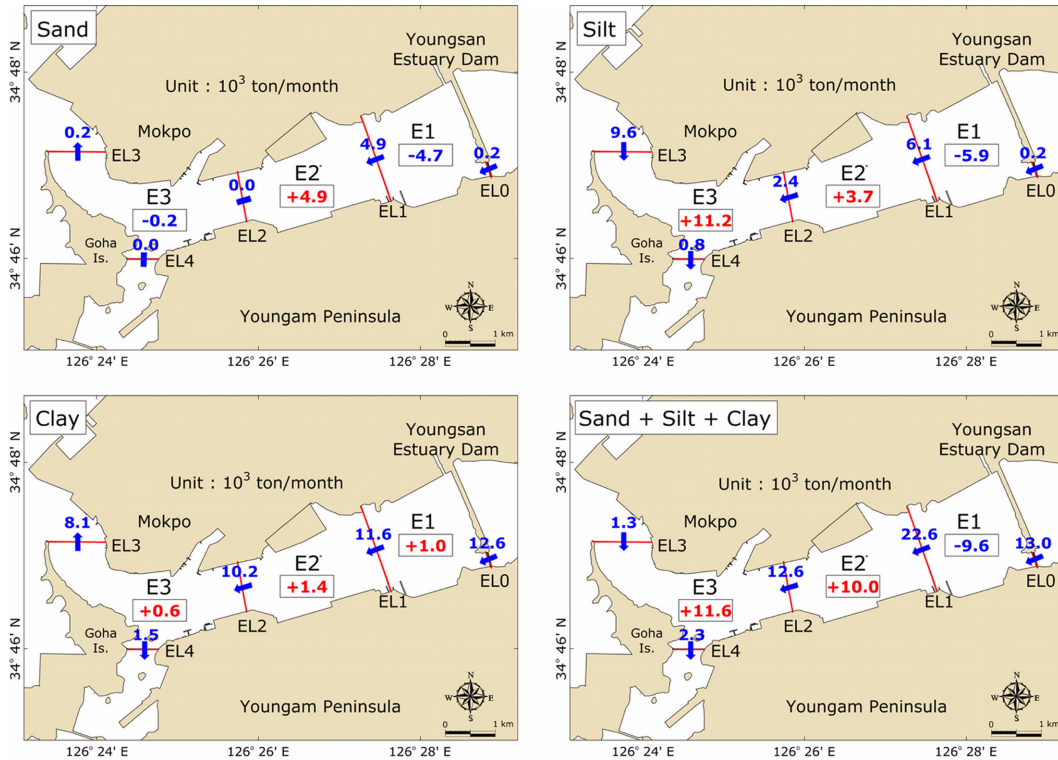 Sand
Youngsan
Estuary Dam
Unit : 10³ ton/month
34° 48' N
34° 46' N
Mokpo
0.2
EL3
E3
-0.2
Goha
Is.
0.0
EL4
0.0
EL2
E2
+4.9
4.9
EL1
E1
-4.7
0.2
EL0
Youngam Peninsula
N
W E
S
0 1 km
126° 24' E
126° 26' E
126° 28' E
Silt
Youngsan
Estuary Dam
Unit : 10³ ton/month
34° 48' N
34° 46' N
Mokpo
9.6
EL3
E3
+11.2
Goha
Is.
0.8
EL4
2.4
EL2
E2
+3.7
6.1
EL1
E1
-5.9
0.2
EL0
Youngam Peninsula
N
W E
S
0 1 km
126° 24' E
126° 26' E
126° 28' E
Clay
Youngsan
Estuary Dam
Unit : 10³ ton/month
34° 48' N
34° 46' N
Mokpo
8.1
EL3
E3
+0.6
Goha
Is.
1.5
EL4
10.2
EL2
E2
+1.4
11.6
EL1
E1
+1.0
12.6
EL0
Youngam Peninsula
N
W E
S
0 1 km
126° 24' E
126° 26' E
126° 28' E
Sand + Silt + Clay
Youngsan
Estuary Dam
Unit : 10³ ton/month
34° 48' N
34° 46' N
Mokpo
1.3
EL3
E3
+11.6
Goha
Is.
2.3
EL4
12.6
EL2
E2
+10.0
22.6
EL1
E1
-9.6
13.0
EL0
Youngam Peninsula
N
W E
S
0 1 km
126° 24' E
126° 26' E
126° 28' E